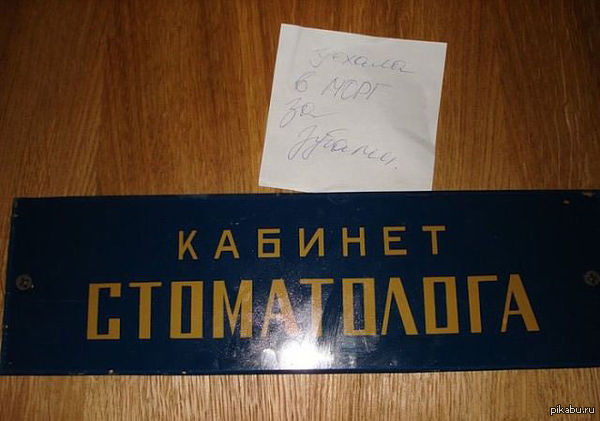 уехала
в МОРГ
за
зубами.
КАБИНЕТ
СТОМАТОЛОГА
pikabu.ru